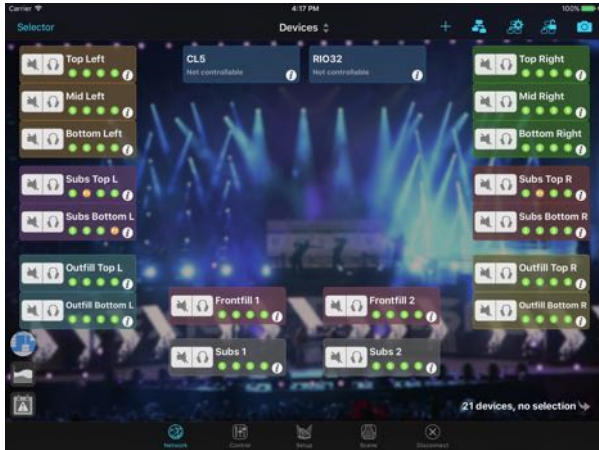 Carrier
4:17 PM
100%
Selector
Devices
Top Left
CL5
Not controllable
RIO32
Not controllable
Top Right
Mid Left
Mid Right
Bottom Left
Bottom Right
Subs Top L
Subs Top R
Subs Bottom L
Subs Bottom R
Outfill Top L
Outfill Top R
Outfill Bottom L
Frontfill 1
Frontfill 2
Outfill Bottom R
Subs 1
Subs 2
21 devices, no selection
Network
Control
Setup
Scene
Disconnect